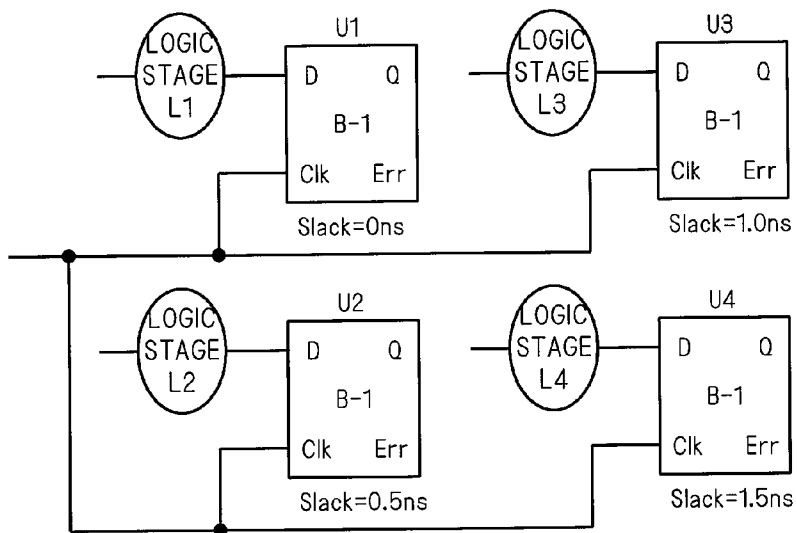 LOGIC
STAGE
L1
U1
D Q
B-1
Clk Err
Slack=0ns
LOGIC
STAGE
L3
U3
D Q
B-1
Clk Err
Slack=1.0ns
LOGIC
STAGE
L2
U2
D Q
B-1
Clk Err
Slack=0.5ns
LOGIC
STAGE
L4
U4
D Q
B-1
Clk Err
Slack=1.5ns